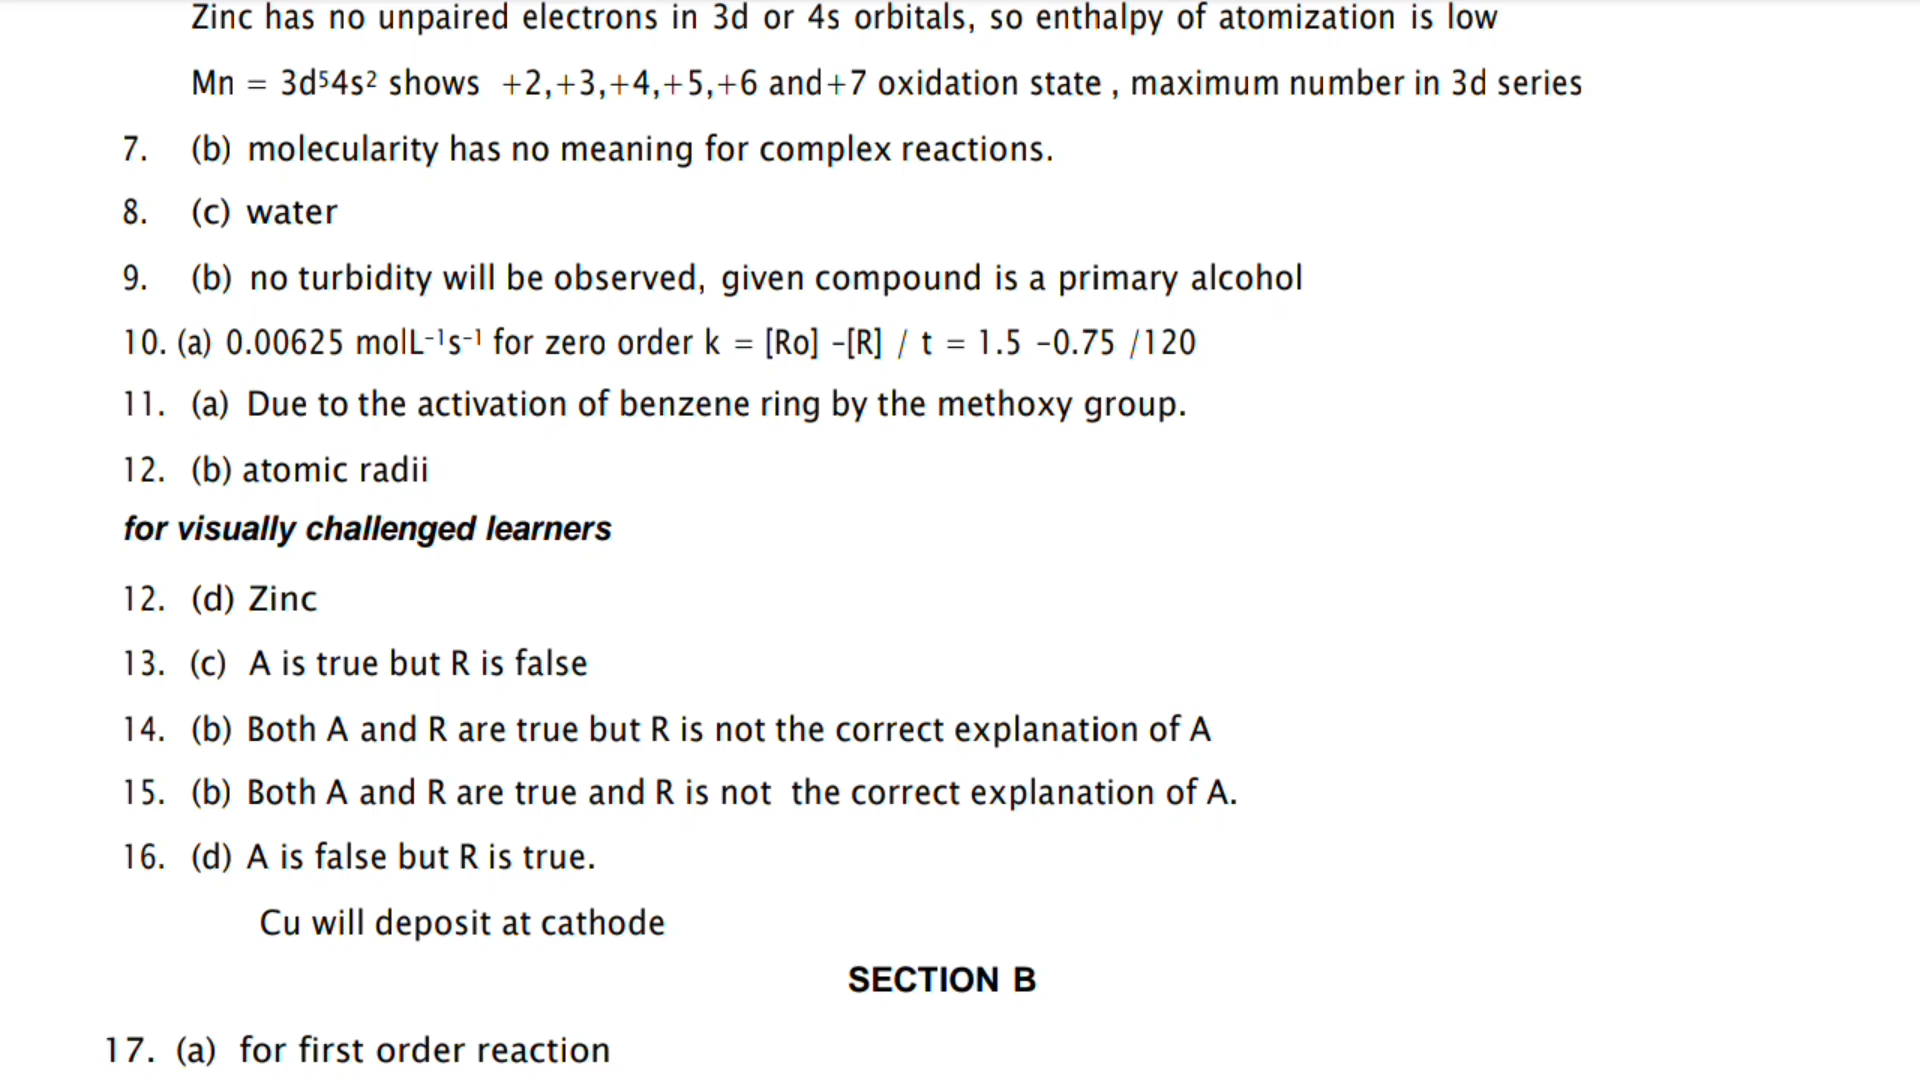 Zinc has no unpaired electrons in 3d or 4s orbitals, so enthalpy of atomization is low
Mn = 3d⁵4s² shows +2,+3,+4,+5,+6 and+7 oxidation state , maximum number in 3d series
7. (b) molecularity has no meaning for complex reactions.
8. (c) water
9. (b) no turbidity will be observed, given compound is a primary alcohol
10. (a) 0.00625 molL⁻¹s⁻¹ for zero order k = [Ro] -[R] / t = 1.5 -0.75 /120
11. (a) Due to the activation of benzene ring by the methoxy group.
12. (b) atomic radii
for visually challenged learners
12. (d) Zinc
13. (c) A is true but R is false
14. (b) Both A and R are true but R is not the correct explanation of A
15. (b) Both A and R are true and R is not the correct explanation of A.
16. (d) A is false but R is true.
Cu will deposit at cathode
SECTION B
17. (a) for first order reaction